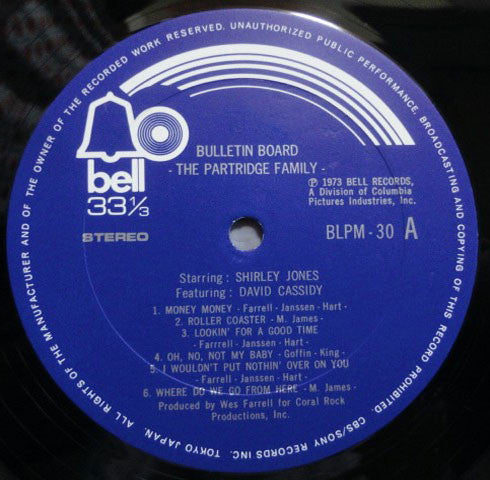 ALL RIGHTS OF THE MANUFACTURER AND OF THE OWNER OF THE RECORDED WORK RESERVED. UNAUTHORIZED PUBLIC PERFORMANCE, BROADCASTING AND COPYING OF THIS RECORD PROHIBITED. CBS/SONY RECORDS INC. TOKYO JAPAN.
bell
33 1/3
STEREO
BULLETIN BOARD
- THE PARTRIDGE FAMILY -
℗ 1973 BELL RECORDS,
A Division of Columbia
Pictures Industries, Inc.
BLPM - 30 A
Starring : SHIRLEY JONES
Featuring : DAVID CASSIDY
1. MONEY MONEY - Farrell - Janssen - Hart -
2. ROLLER COASTER - M. James -
3. LOOKIN' FOR A GOOD TIME
- Farrrell - Janssen - Hart -
4. OH, NO, NOT MY BABY - Goffin - King -
5. I WOULDN'T PUT NOTHIN' OVER ON YOU
- Farrell - Janssen - Hart -
6. WHERE DO WE GO FROM HERE - M. James -
Produced by Wes Farrell for Coral Rock
Productions, Inc.